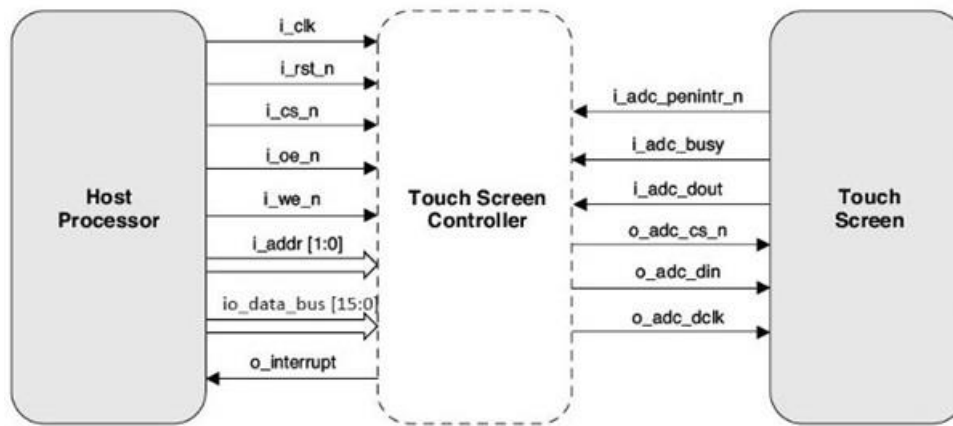 Host
Processor
i_clk
i_rst_n
i_cs_n
i_oe_n
i_we_n
i_addr [1:0]
io_data_bus [15:0]
o_interrupt
Touch Screen
Controller
i_adc_penintr_n
i_adc_busy
i_adc_dout
o_adc_cs_n
o_adc_din
o_adc_dclk
Touch
Screen